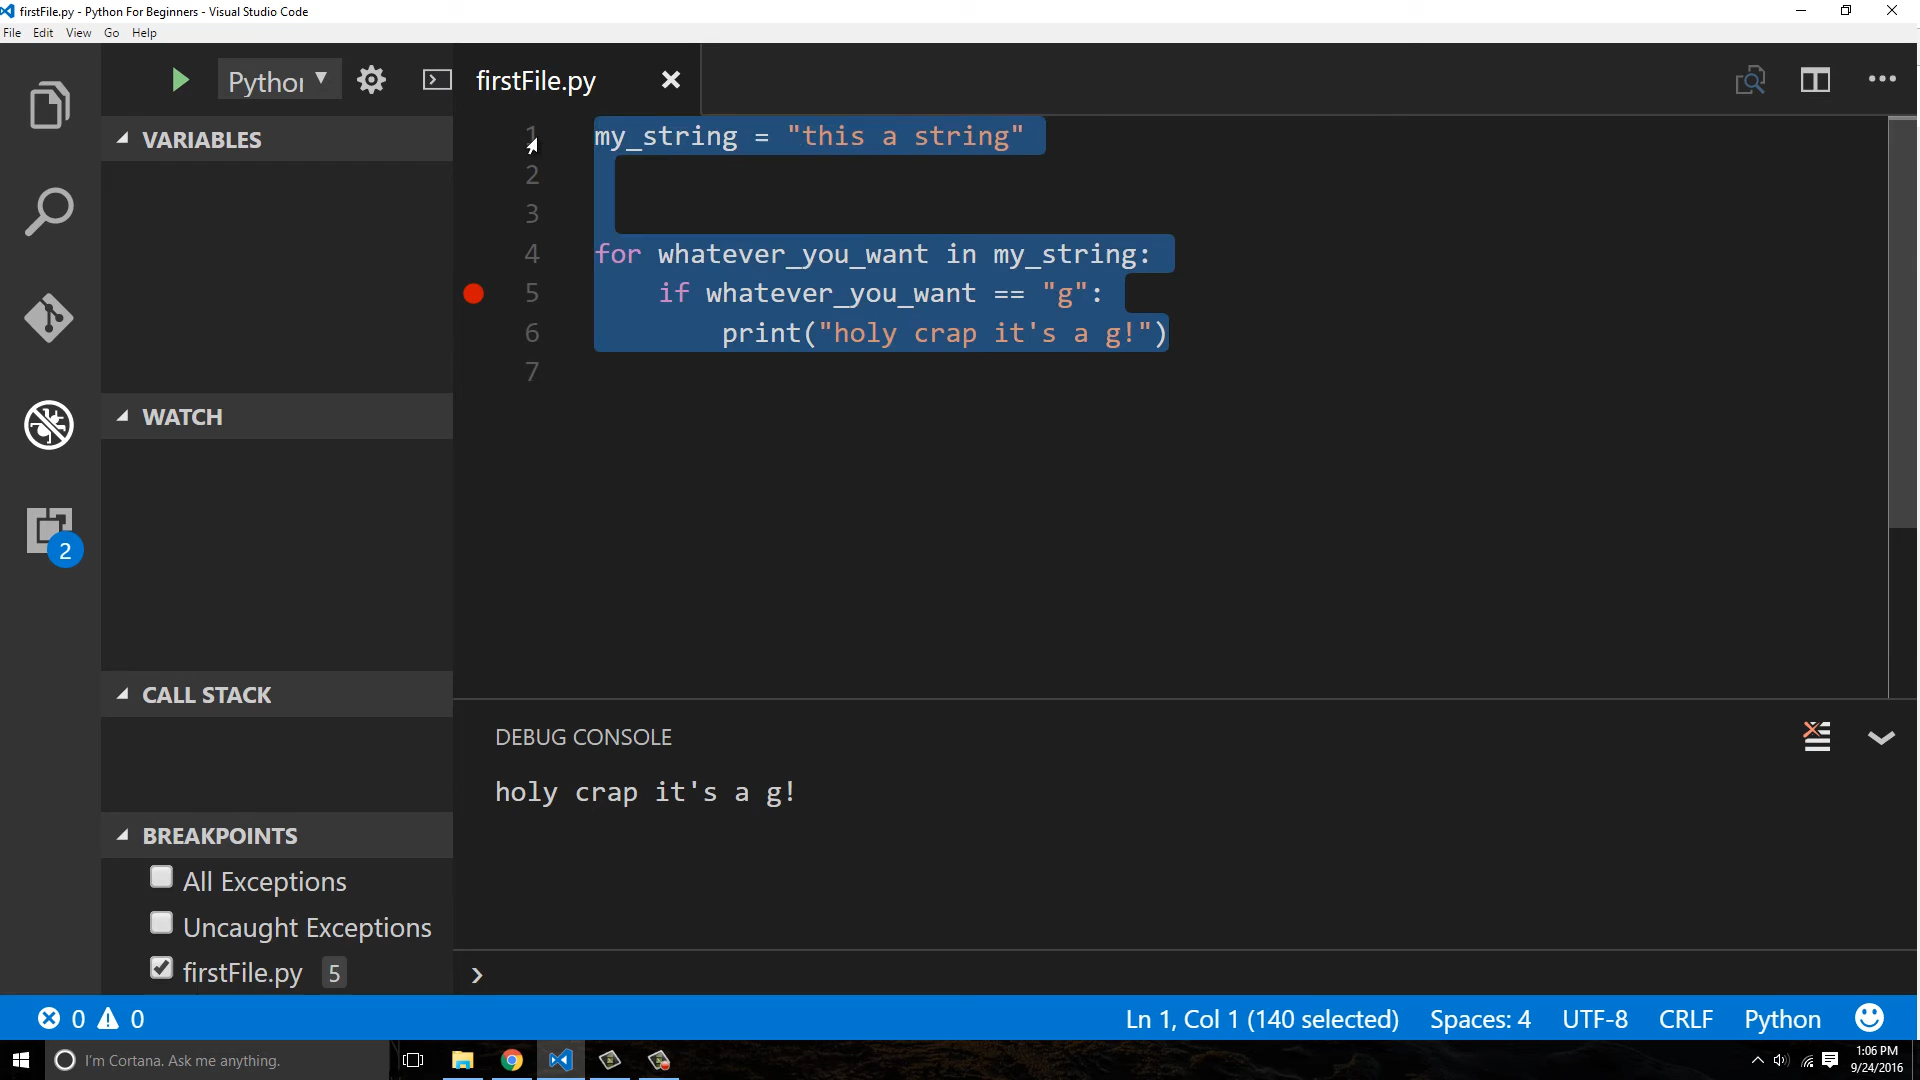 firstFile.py - Python For Beginners - Visual Studio Code
File Edit View Go Help
Python
firstFile.py
VARIABLES
WATCH
CALL STACK
BREAKPOINTS
All Exceptions
Uncaught Exceptions
firstFile.py 5
2
1 my_string = "this a string"
2
3
4 for whatever_you_want in my_string:
5 if whatever_you_want == "g":
6 print("holy crap it's a g!")
7
DEBUG CONSOLE
holy crap it's a g!
0 0
Ln 1, Col 1 (140 selected) Spaces: 4 UTF-8 CRLF Python
I'm Cortana. Ask me anything.
1:06 PM
9/24/2016